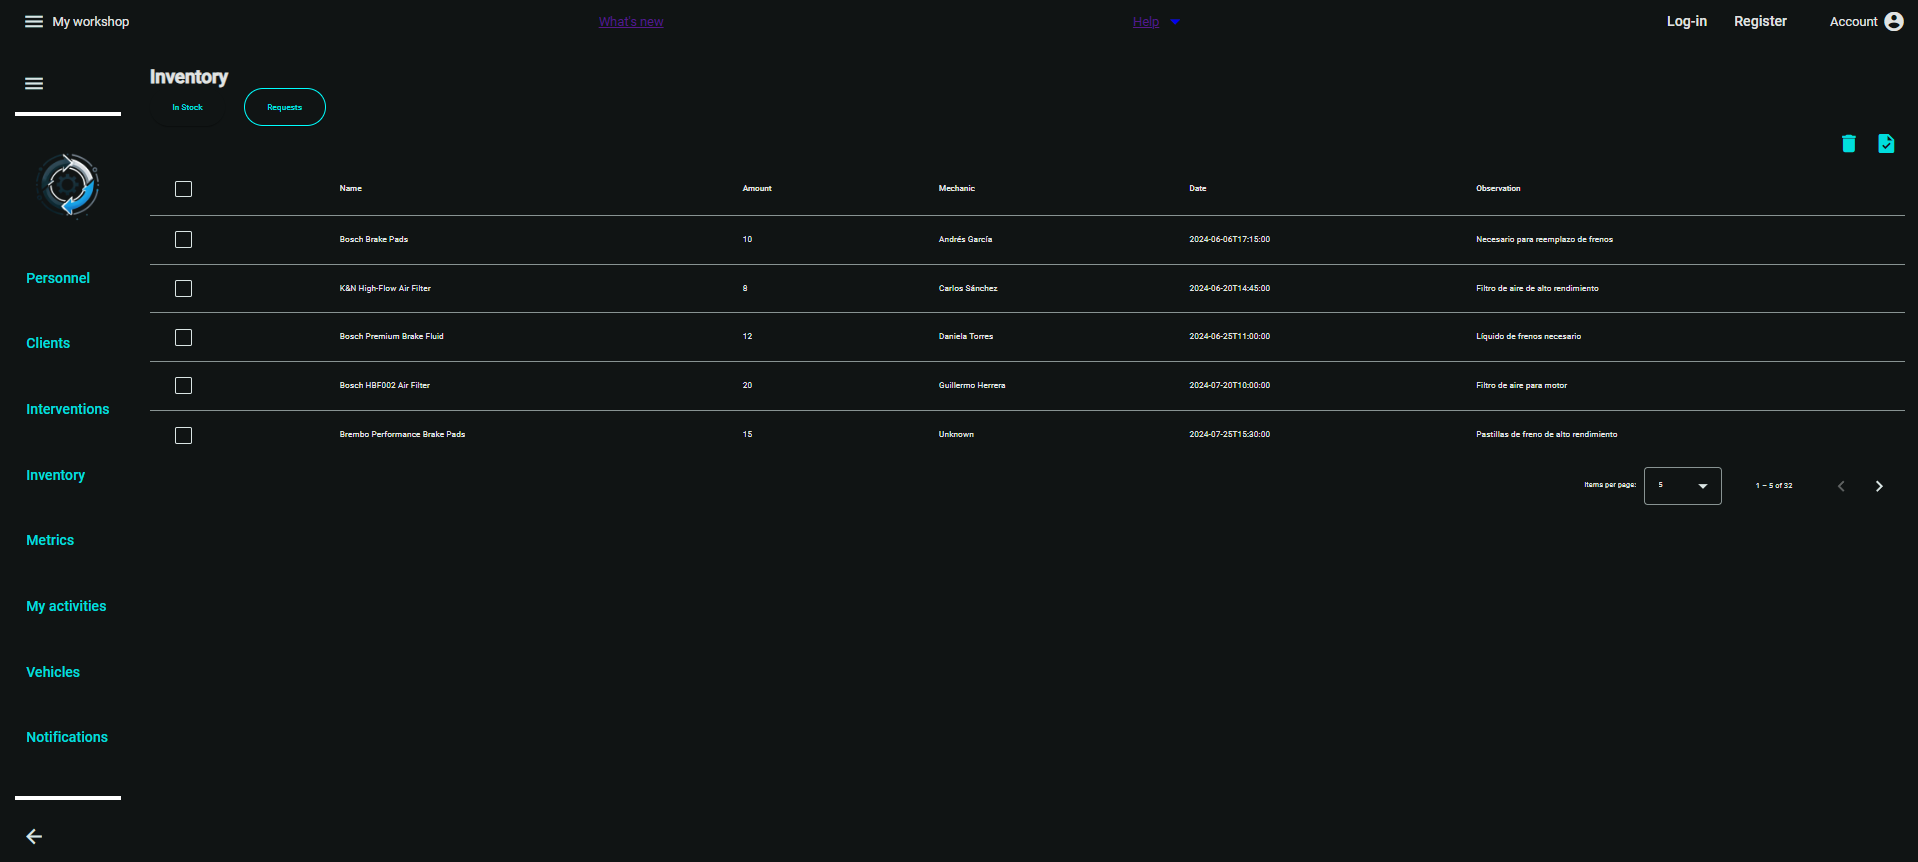 My workshop
What's new
Help
Log-in
Register
Account
Inventory
In Stock
Requests
Name Amount Mechanic Date Observation
Bosch Brake Pads 10 Andrés García 2024-06-06T17:15:00 Necesario para reemplazo de frenos
K&N High-Flow Air Filter 8 Carlos Sánchez 2024-06-20T14:45:00 Filtro de aire de alto rendimiento
Bosch Premium Brake Fluid 12 Daniela Torres 2024-06-25T11:00:00 Líquido de frenos necesario
Bosch HBF002 Air Filter 20 Guillermo Herrera 2024-07-20T10:00:00 Filtro de aire para motor
Brembo Performance Brake Pads 15 Unknown 2024-07-25T15:30:00 Pastillas de freno de alto rendimiento
Items per page: 5 1 – 5 of 32
Personnel
Clients
Interventions
Inventory
Metrics
My activities
Vehicles
Notifications